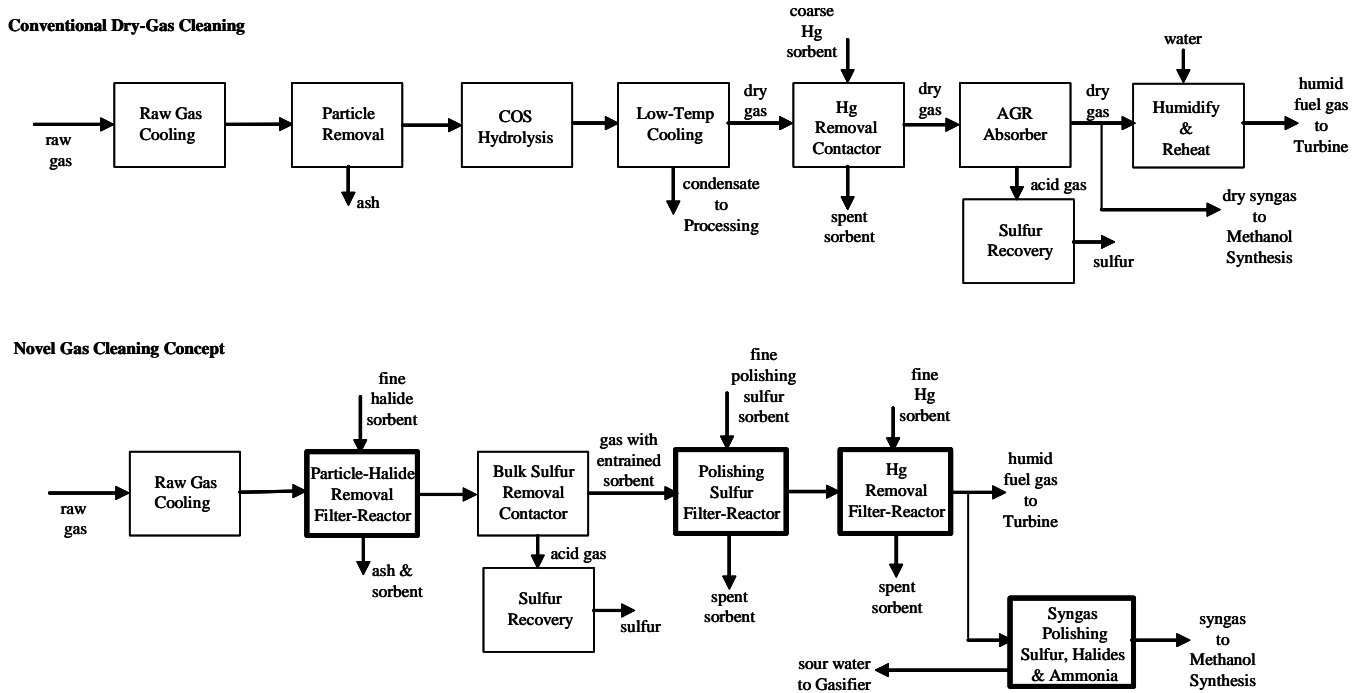 Conventional Dry-Gas Cleaning
raw
gas
Raw Gas
Cooling
Particle
Removal
ash
COS
Hydrolysis
Low-Temp
Cooling
condensate
to
Processing
dry
gas
coarse
Hg
sorbent
Hg
Removal
Contactor
spent
sorbent
dry
gas
AGR
Absorber
acid gas
Sulfur
Recovery
sulfur
dry
gas
water
Humidify
&
Reheat
humid
fuel gas
to
Turbine
dry syngas
to
Methanol
Synthesis
Novel Gas Cleaning Concept
raw
gas
Raw Gas
Cooling
fine
halide
sorbent
Particle-Halide
Removal
Filter-Reactor
ash &
sorbent
Bulk Sulfur
Removal
Contactor
acid gas
Sulfur
Recovery
sulfur
gas with
entrained
sorbent
fine
polishing
sulfur
sorbent
Polishing
Sulfur
Filter-Reactor
spent
sorbent
fine
Hg
sorbent
Hg
Removal
Filter-Reactor
spent
sorbent
humid
fuel gas
to
Turbine
Syngas
Polishing
Sulfur, Halides
& Ammonia
sour water
to Gasifier
syngas
to
Methanol
Synthesis